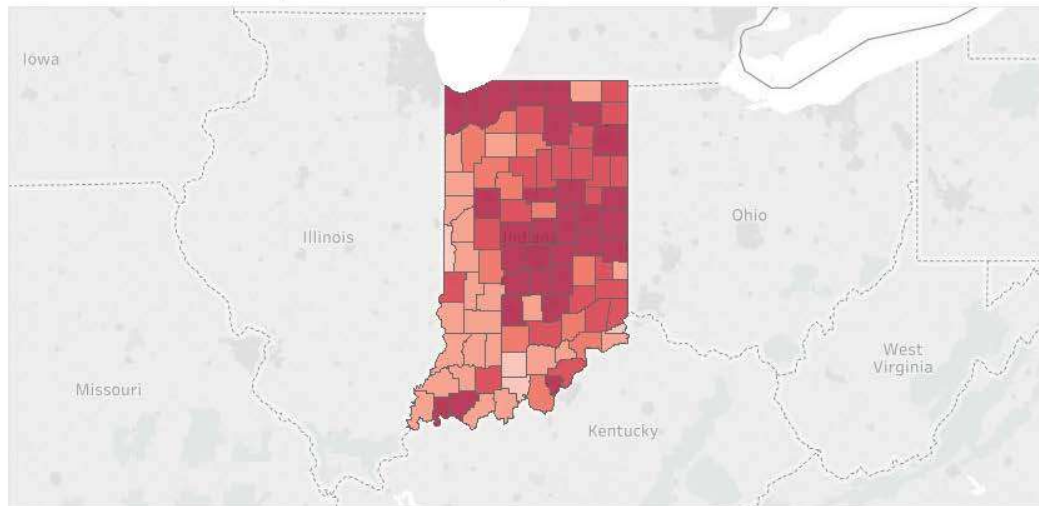 Iowa
Illinois
Indiana
Ohio
Missouri
West
Virginia
Kentucky